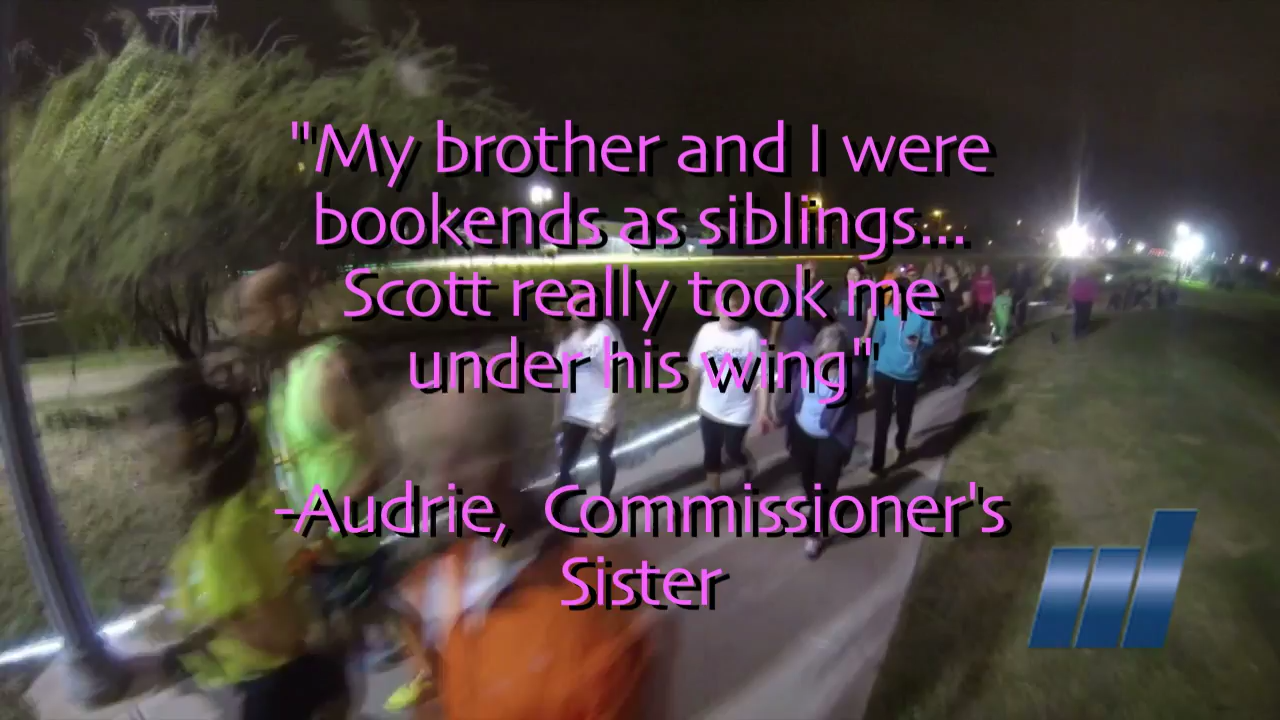 "My brother and I were
bookends as siblings...
Scott really took me
under his wing"
-Audrie, Commissioner's
Sister